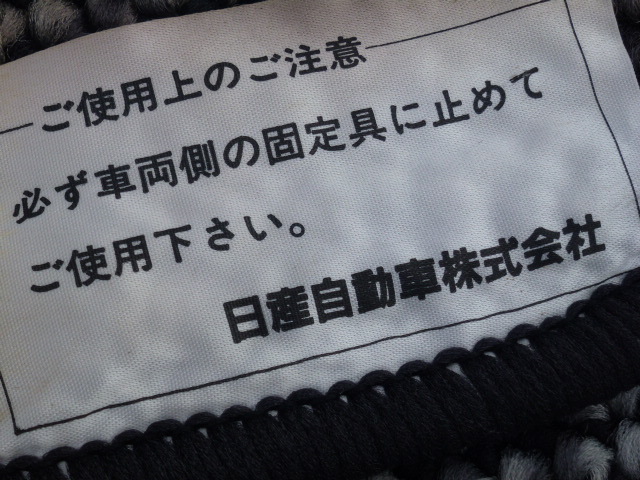 ご使用上のご注意
必ず車両側の固定具に止めて
ご使用下さい。
日産自動車株式会社